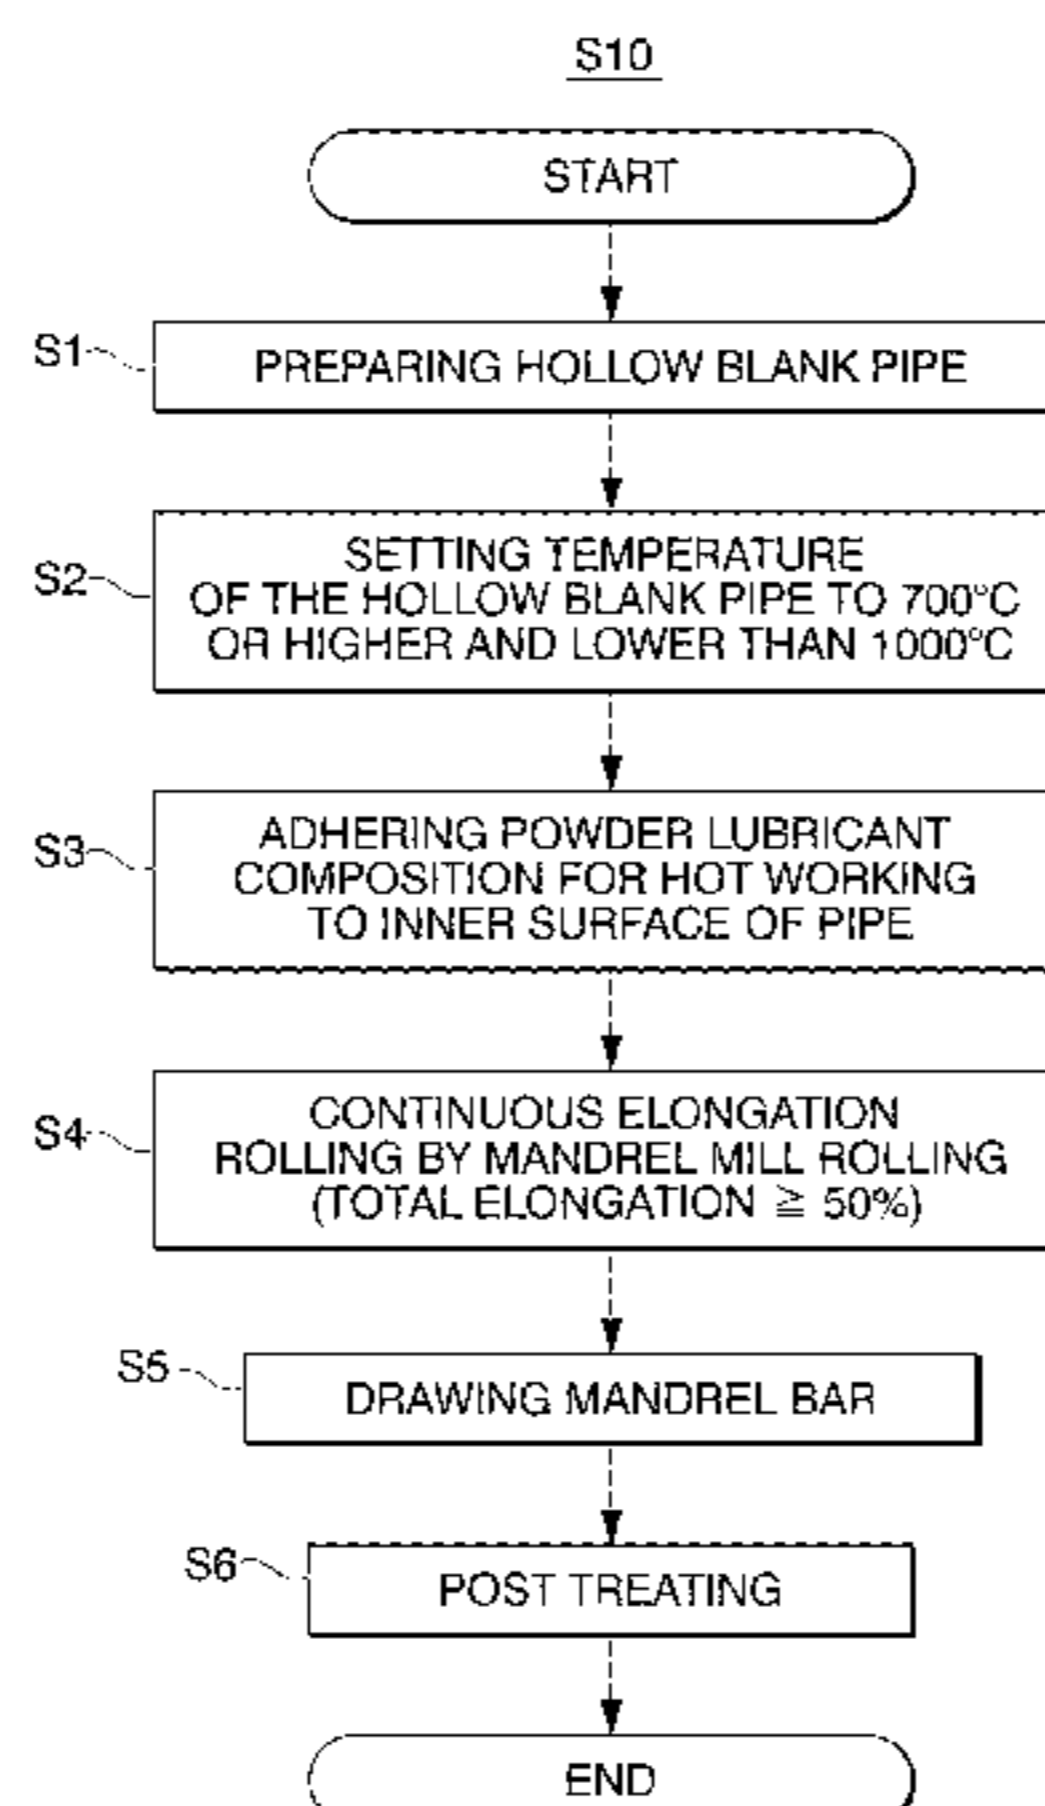 S10
START
S1
PREPARING HOLLOW BLANK PIPE
S2
SETTING TEMPERATURE
OF THE HOLLOW BLANK PIPE TO 700°C
OR HIGHER AND LOWER THAN 1000°C
S3
ADHERING POWDER LUBRICANT
COMPOSITION FOR HOT WORKING
TO INNER SURFACE OF PIPE
S4
CONTINUOUS ELONGATION
ROLLING BY MANDREL MILL ROLLING
(TOTAL ELONGATION ≧ 50%)
S5
DRAWING MANDREL BAR
S6
POST TREATING
END